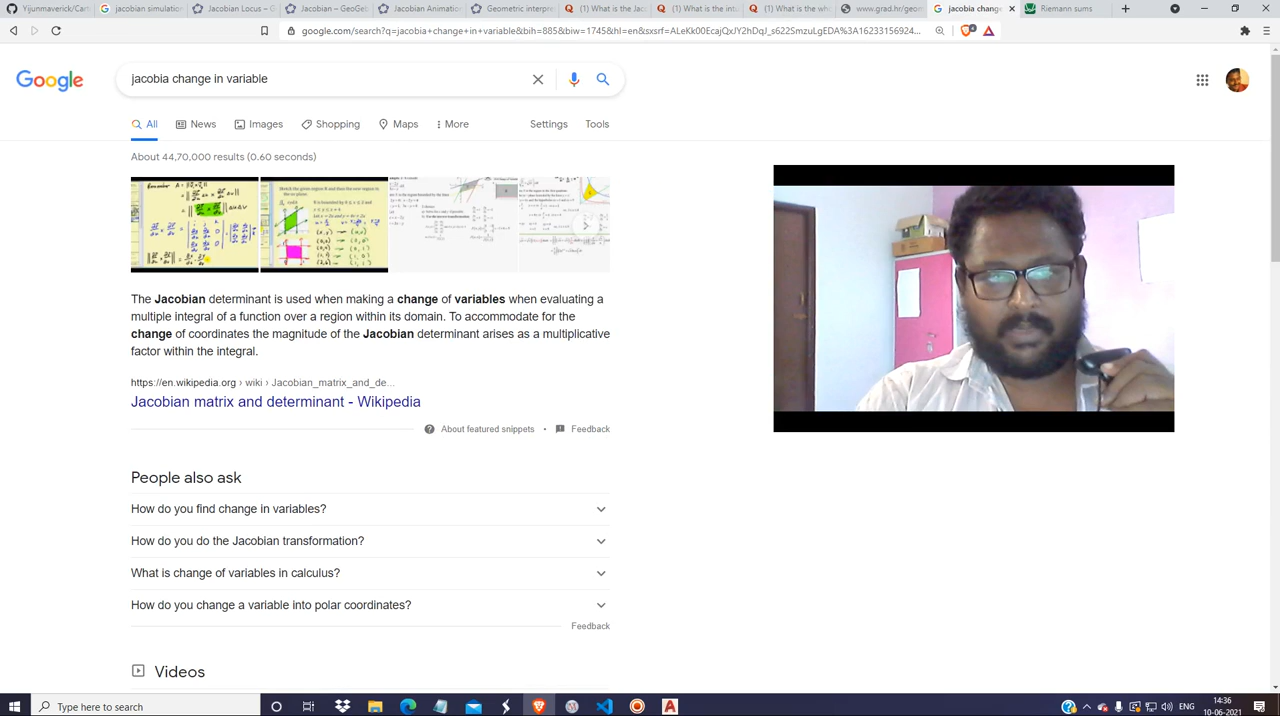 Yijunmaverick/Cart
jacobian simulation
Jacobian Locus – G
Jacobian – GeoGeb
Jacobian Animation
Geometric interpre
(1) What is the Jac
(1) What is the intu
(1) What is the wh
www.grad.hr/geom
jacobia change
Riemann sums
google.com/search?q=jacobia+change+in+variable&bih=885&biw=1745&hl=en&sxsrf=ALeKk00EcajQxJY2hDqJ_s622SmzuLgEDA%3A16233156924...
Google
jacobia change in variable
All
News
Images
Shopping
Maps
More
Settings
Tools
About 44,70,000 results (0.60 seconds)
The Jacobian determinant is used when making a change of variables when evaluating a
multiple integral of a function over a region within its domain. To accommodate for the
change of coordinates the magnitude of the Jacobian determinant arises as a multiplicative
factor within the integral.
https://en.wikipedia.org › wiki › Jacobian_matrix_and_de...
Jacobian matrix and determinant - Wikipedia
About featured snippets • Feedback
People also ask
How do you find change in variables?
How do you do the Jacobian transformation?
What is change of variables in calculus?
How do you change a variable into polar coordinates?
Feedback
Videos
Type here to search
ENG
14:36
10-06-2021